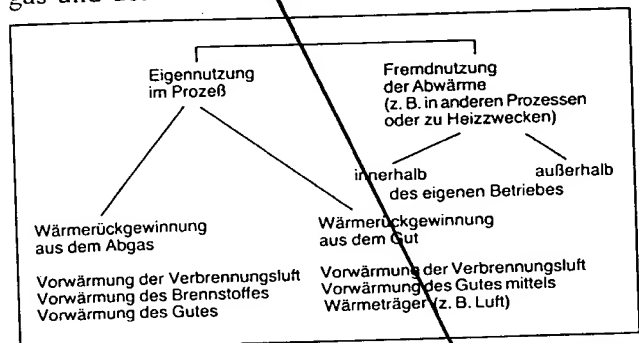 gas und
Eigennutzung
im Prozeß
Fremdnutzung
der Abwärme
(z. B. in anderen Prozessen
oder zu Heizzwecken)
innerhalb
außerhalb
des eigenen Betriebes
Wärmerückgewinnung
aus dem Abgas
Vorwärmung der Verbrennungsluft
Vorwärmung des Brennstoffes
Vorwärmung des Gutes
Wärmerückgewinnung
aus dem Gut
Vorwärmung der Verbrennungsluft
Vorwärmung des Gutes mittels
Wärmeträger (z. B. Luft)